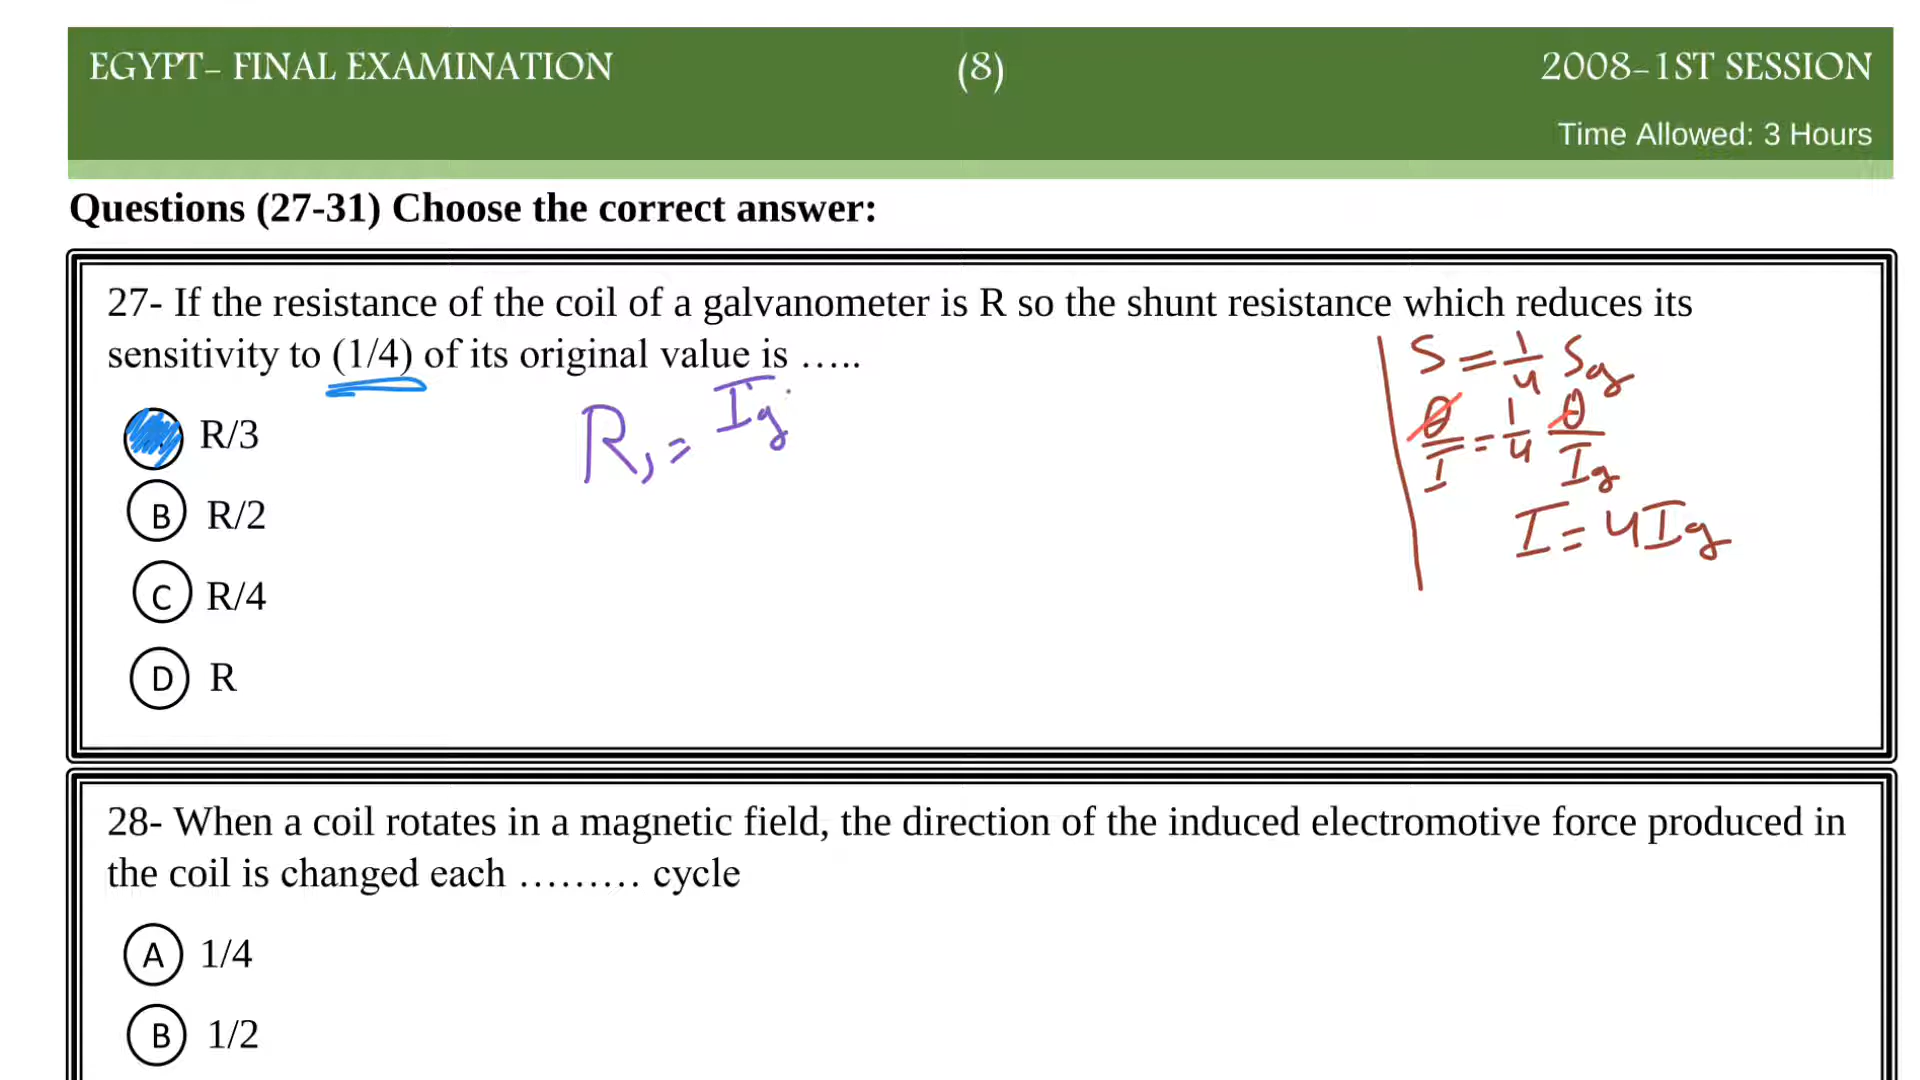 EGYPT– FINAL EXAMINATION (8) 2008–1ST SESSION
Time Allowed: 3 Hours
Questions (27-31) Choose the correct answer:
27- If the resistance of the coil of a galvanometer is R so the shunt resistance which reduces its
sensitivity to (1/4) of its original value is …..
R/3
B R/2
C R/4
D R
R, = Ig
S = 1/4 Sg
θ/I = 1/4 θ/Ig
I = 4Ig
28- When a coil rotates in a magnetic field, the direction of the induced electromotive force produced in
the coil is changed each ……… cycle
A 1/4
B 1/2